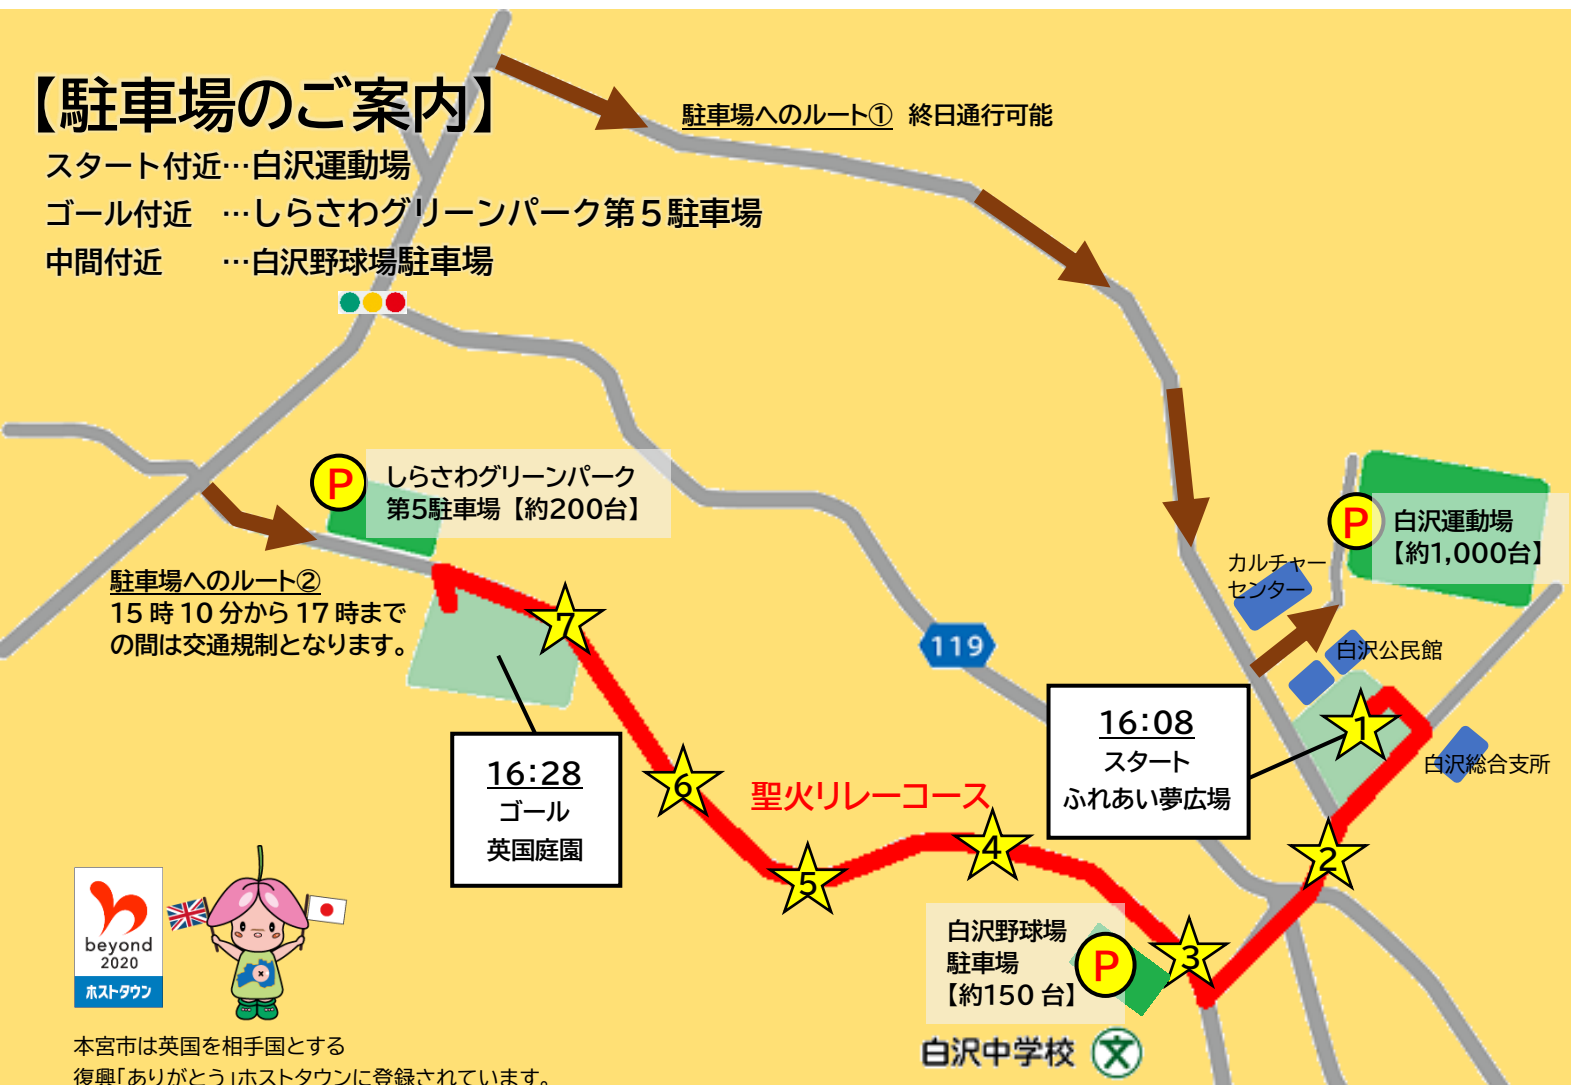 【駐車場のご案内】
スタート付近…白沢運動場
ゴール付近 …しらさわグリーンパーク第5駐車場
中間付近 …白沢野球場駐車場
駐車場へのルート① 終日通行可能
P
しらさわグリーンパーク
第5駐車場【約200台】
駐車場へのルート②
15時10分から17時まで
の間は交通規制となります。
P
白沢運動場
【約1,000台】
カルチャー
センター
白沢公民館
白沢総合支所
119
16:08
スタート
ふれあい夢広場
16:28
ゴール
英国庭園
聖火リレーコース
1
2
3
4
5
6
7
白沢野球場
駐車場
【約150台】
P
白沢中学校 文
beyond
2020
ホストタウン
本宮市は英国を相手国とする
復興「ありがとう」ホストタウンに登録されています。